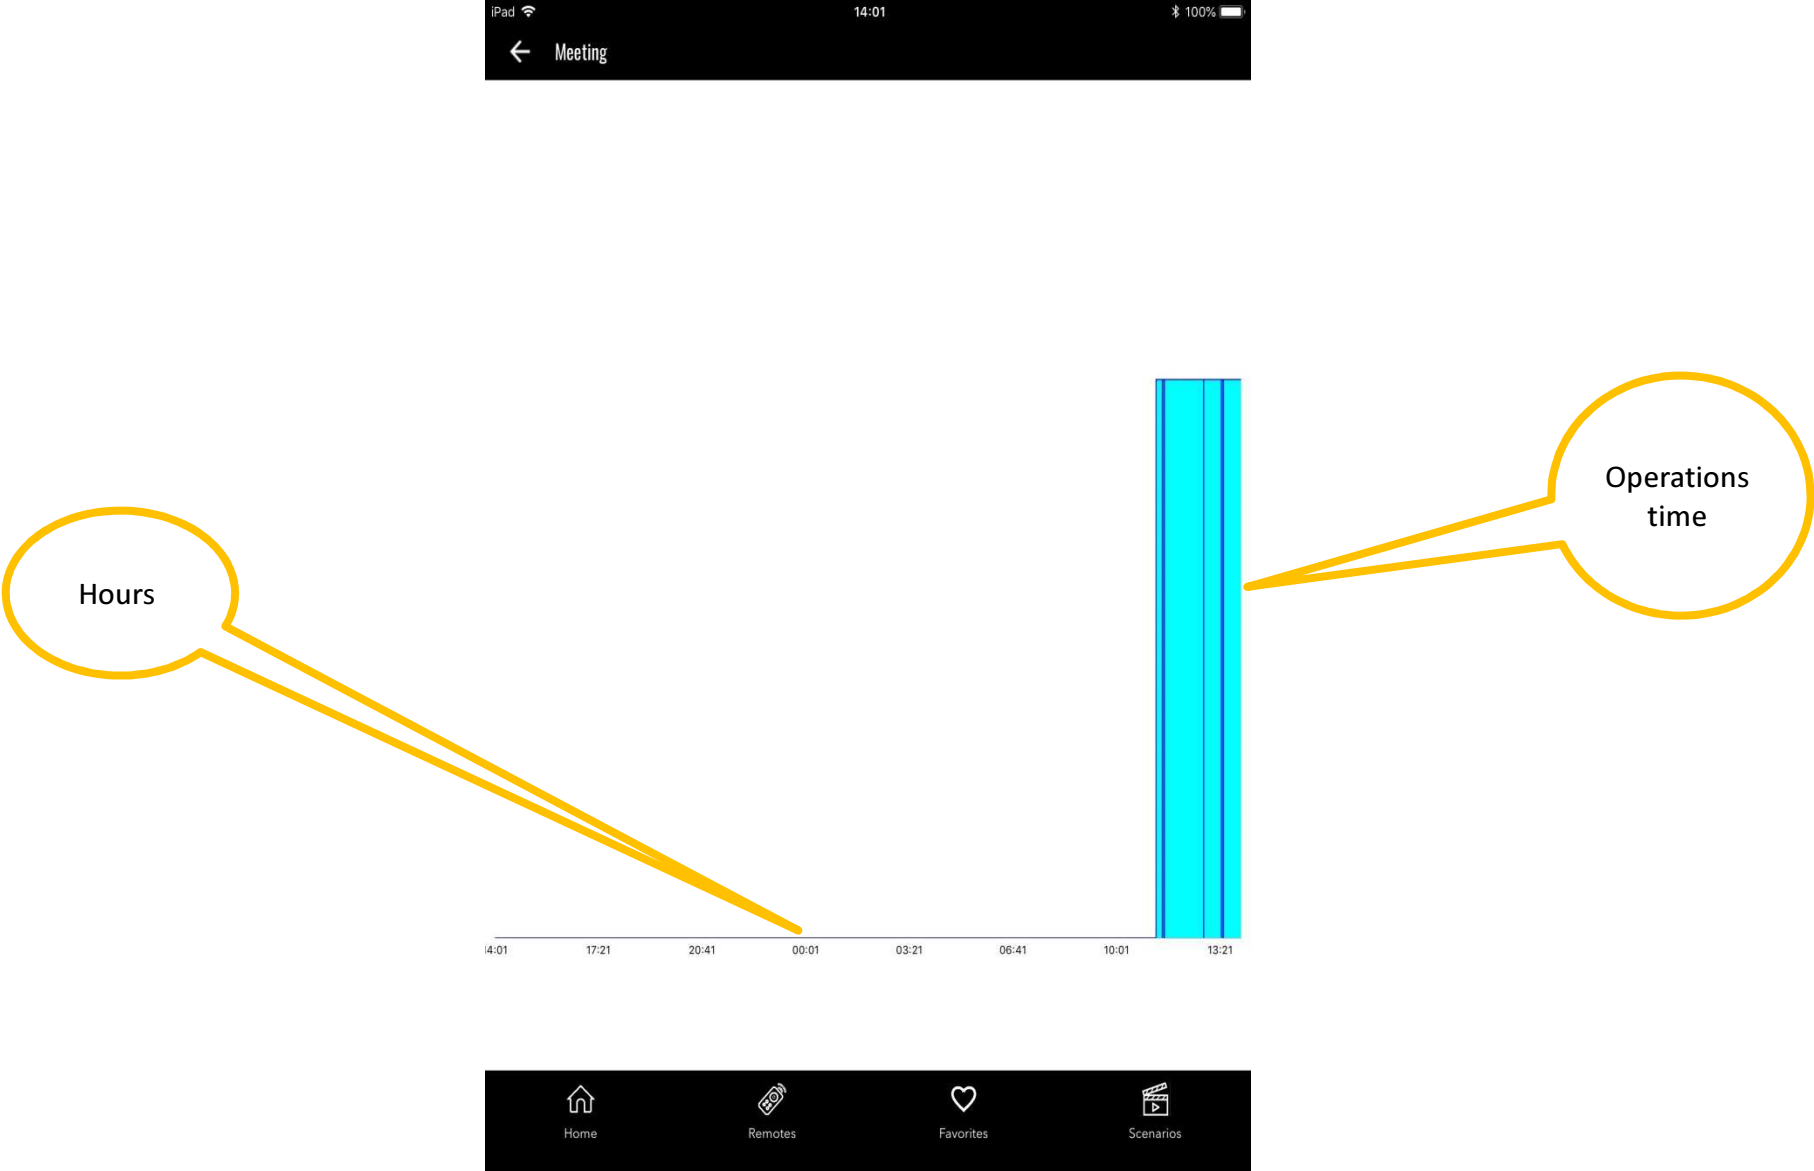 iPad 14:01 100%
Meeting
Operations
time
Hours
4:01 17:21 20:41 00:01 03:21 06:41 10:01 13:21
Home Remotes Favorites Scenarios